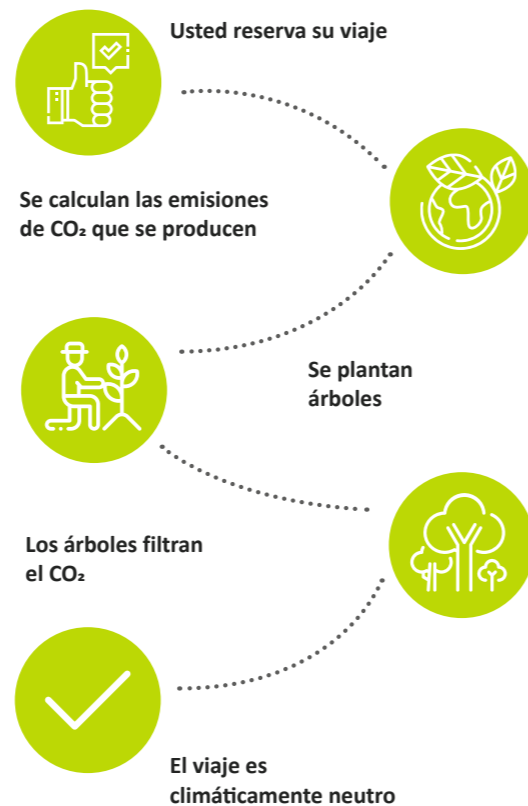 Usted reserva su viaje
Se calculan las emisiones
de CO₂ que se producen
Se plantan
árboles
Los árboles filtran
el CO₂
El viaje es
climáticamente neutro